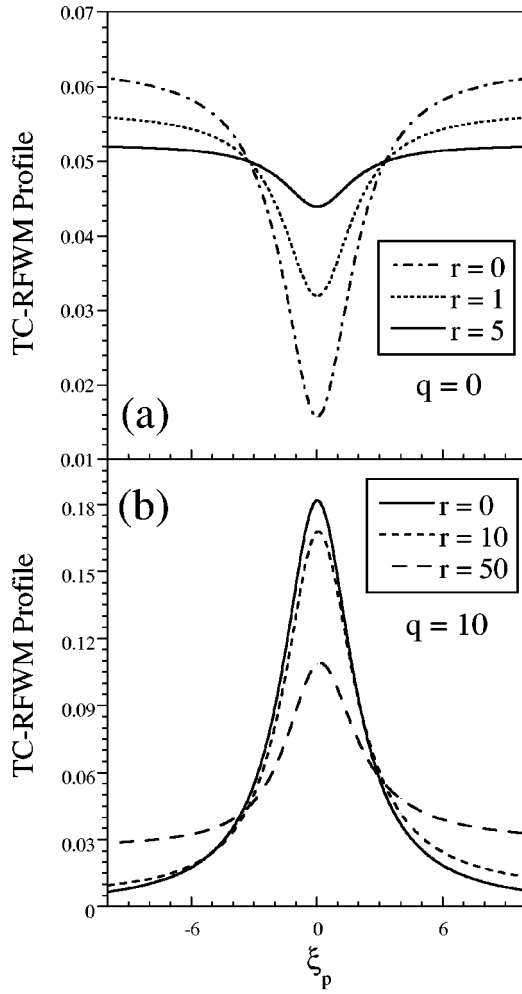 0.07
0.06
0.05
0.04
0.03
0.02
0.01
TC-RFWM Profile
r = 0
r = 1
r = 5
q = 0
(a)
(b)
0.18
0.15
0.12
0.09
0.06
0.03
0
TC-RFWM Profile
r = 0
r = 10
r = 50
q = 10
-6 0 6
ξp